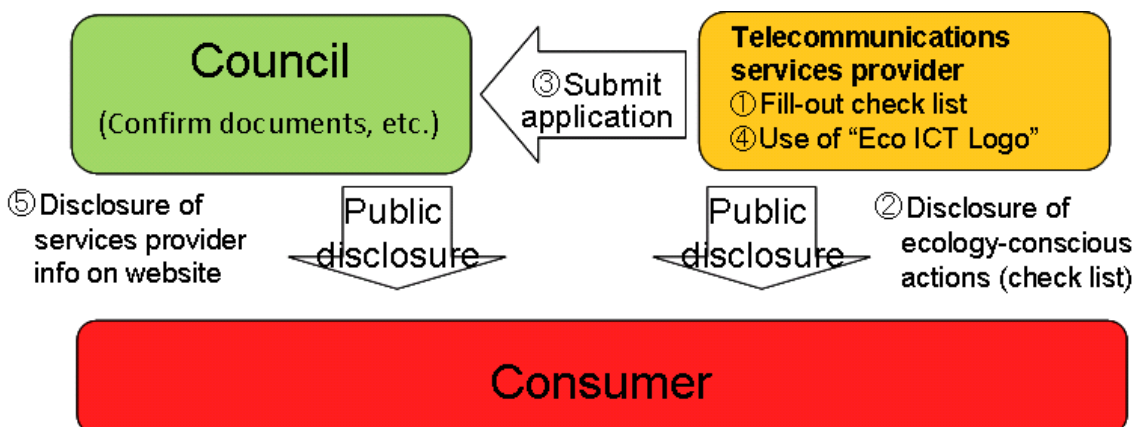 Council
(Confirm documents, etc.)
③Submit
application
Telecommunications
services provider
①Fill-out check list
④Use of “Eco ICT Logo”
⑤Disclosure of
services provider
info on website
Public
disclosure
Public
disclosure
②Disclosure of
ecology-conscious
actions (check list)
Consumer